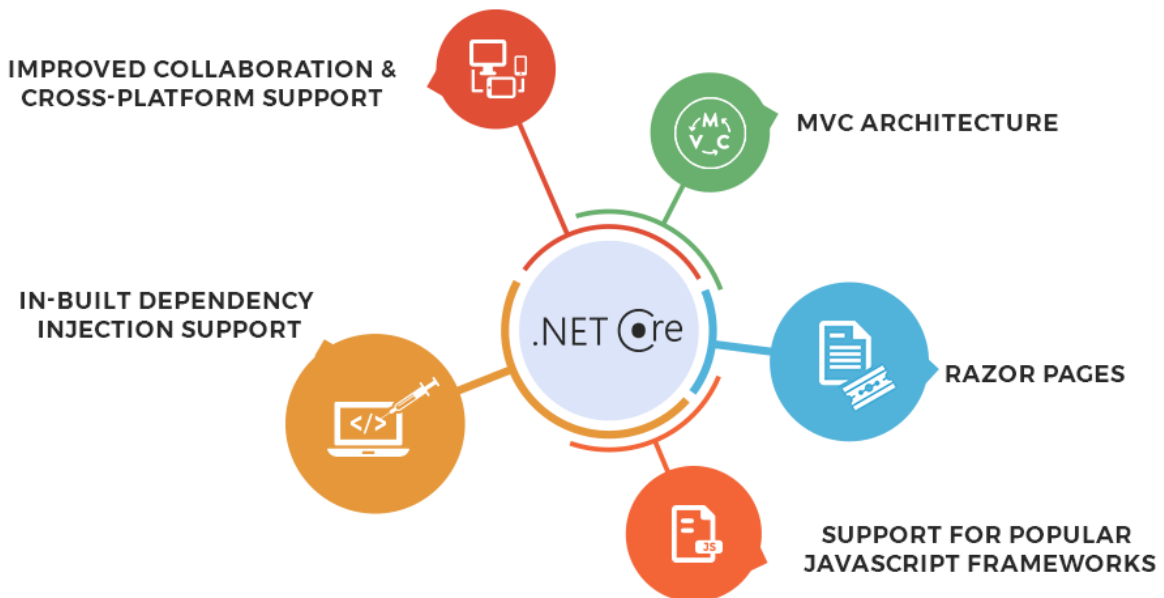 IMPROVED COLLABORATION &
CROSS-PLATFORM SUPPORT
M
V C
MVC ARCHITECTURE
.NET Core
IN-BUILT DEPENDENCY
INJECTION SUPPORT
</>
RAZOR PAGES
JS
SUPPORT FOR POPULAR
JAVASCRIPT FRAMEWORKS